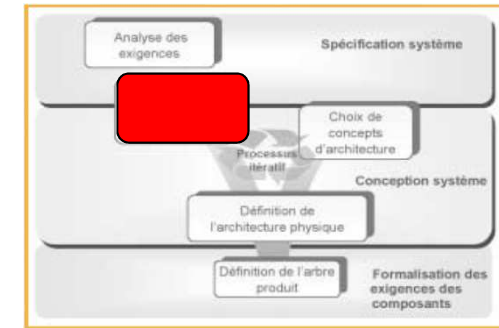 Analyse des
exigences
Spécification système
Choix de
concepts
d'architecture
Processus
itératif
Conception système
Définition de
l'architecture physique
Définition de l'arbre
produit
Formalisation des
exigences des
composants